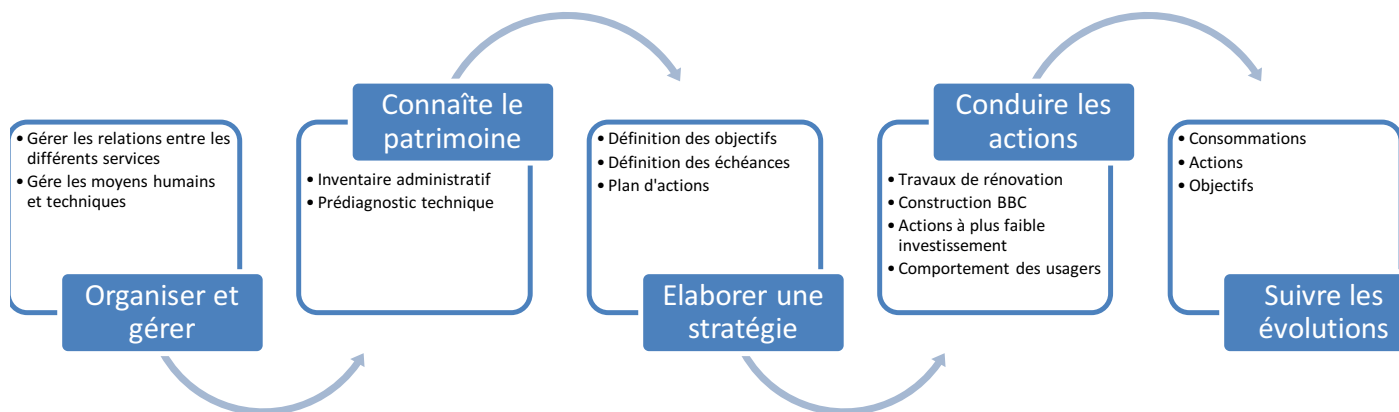 • Gérer les relations entre les
différents services
• Gére les moyens humains
et techniques
Organiser et
gérer
Connaîte le
patrimoine
• Inventaire administratif
• Prédiagnostic technique
• Définition des objectifs
• Définition des échéances
• Plan d'actions
Elaborer une
stratégie
Conduire les
actions
• Travaux de rénovation
• Construction BBC
• Actions à plus faible
investissement
• Comportement des usagers
• Consommations
• Actions
• Objectifs
Suivre les
évolutions